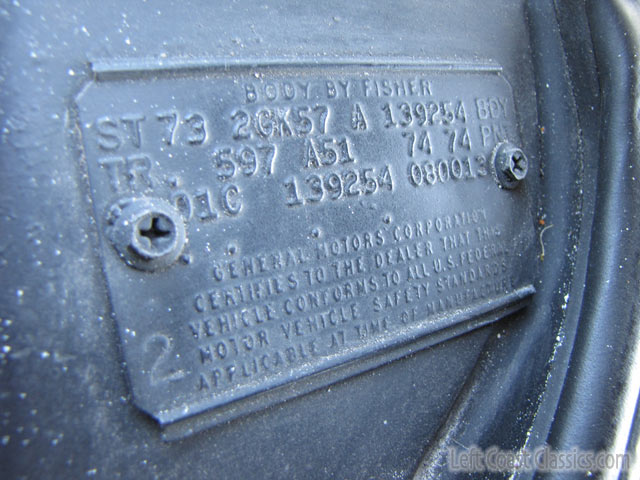 BODY BY FISHER
ST 73 2GK57 A 139254 BDY
TR. 597 A51 74 74 PNT
01C 139254 080013
GENERAL MOTORS CORPORATION
CERTIFIES TO THE DEALER THAT THIS
VEHICLE CONFORMS TO ALL U.S. FEDERAL
MOTOR VEHICLE SAFETY STANDARDS
APPLICABLE AT TIME OF MANUFACTURE
2
Left Coast Classics.com